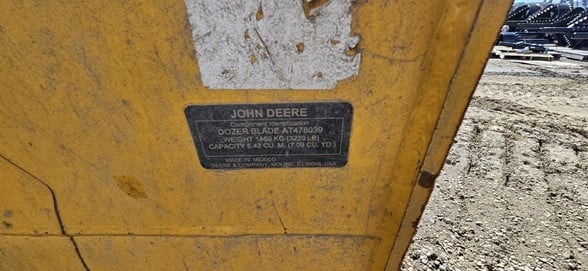 JOHN DEERE
Component Identification
DOZER BLADE AT478039
WEIGHT 1469 KG (3239 LB)
CAPACITY 5.42 CU. M. (7.09 CU. YD.)
MADE IN MEXICO
DEERE & COMPANY, MOLINE, ILLINOIS, USA